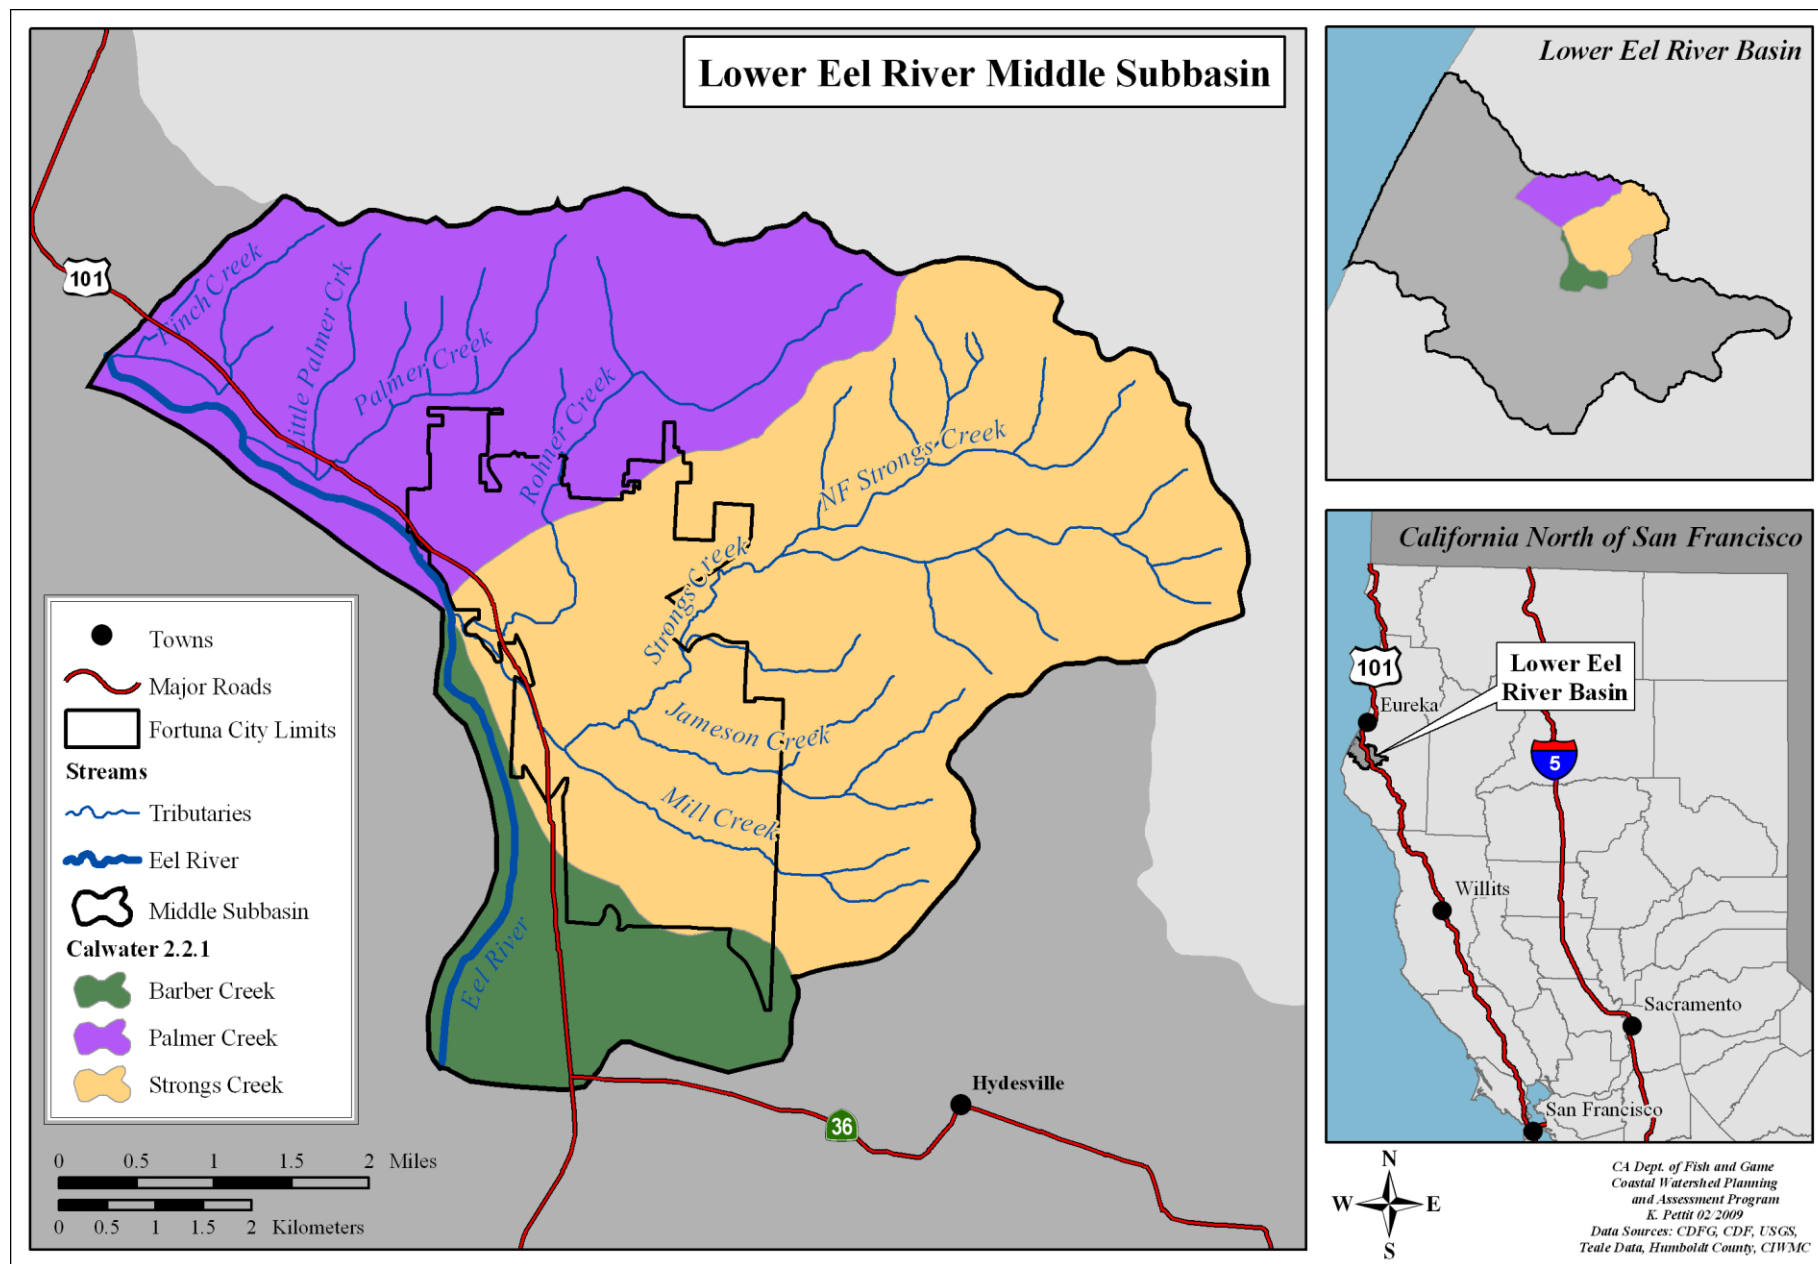 Lower Eel River Middle Subbasin
101
Finch Creek
Little Palmer Crk
Palmer Creek
Rohner Creek
NF Strongs Creek
Strongs Creek
Jameson Creek
Mill Creek
Eel River
Hydesville
36
Towns
Major Roads
Fortuna City Limits
Streams
Tributaries
Eel River
Middle Subbasin
Calwater 2.2.1
Barber Creek
Palmer Creek
Strongs Creek
0 0.5 1 1.5 2 Miles
0 0.5 1 1.5 2 Kilometers
Lower Eel River Basin
California North of San Francisco
Lower Eel
River Basin
101
Eureka
5
Willits
Sacramento
San Francisco
N
W E
S
CA Dept. of Fish and Game
Coastal Watershed Planning
and Assessment Program
K. Pettit 02/2009
Data Sources: CDFG, CDF, USGS,
Teale Data, Humboldt County, CIWMC